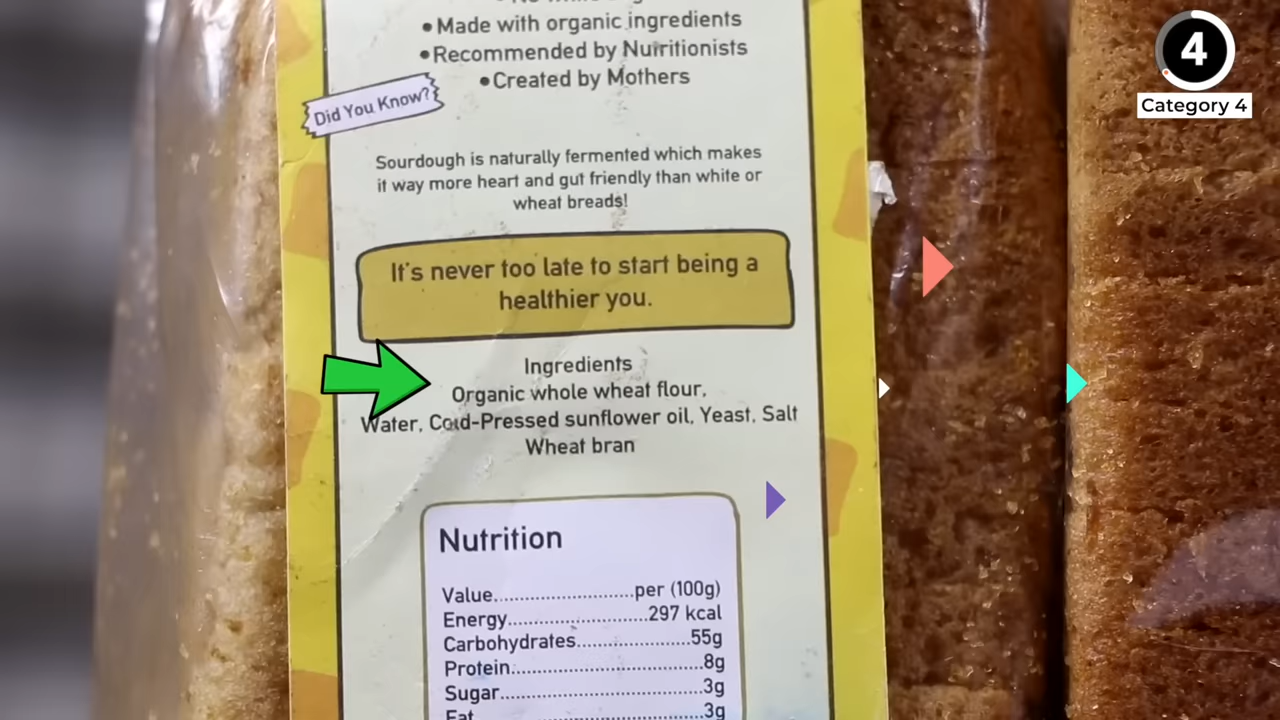 • Made with organic ingredients
• Recommended by Nutritionists
• Created by Mothers
Did You Know?
Sourdough is naturally fermented which makes
it way more heart and gut friendly than white or
wheat breads!
It's never too late to start being a
healthier you.
Ingredients
Organic whole wheat flour,
Water, Cold-Pressed sunflower oil, Yeast, Salt
Wheat bran
Nutrition
Value..........................per (100g)
Energy..........................297 kcal
Carbohydrates......................55g
Protein....................................8g
Sugar......................................3g
Fat..........................................3g
4
Category 4